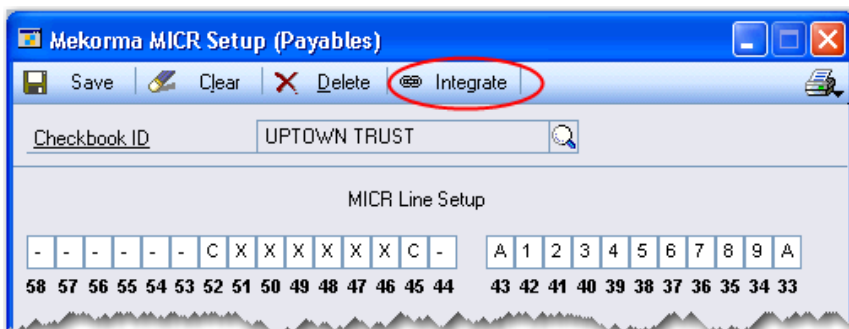 Mekorma MICR Setup (Payables)
Save Clear Delete Integrate
Checkbook ID UPTOWN TRUST
MICR Line Setup
- - - - - - C X X X X X X C - A 1 2 3 4 5 6 7 8 9 A
58 57 56 55 54 53 52 51 50 49 48 47 46 45 44 43 42 41 40 39 38 37 36 35 34 33